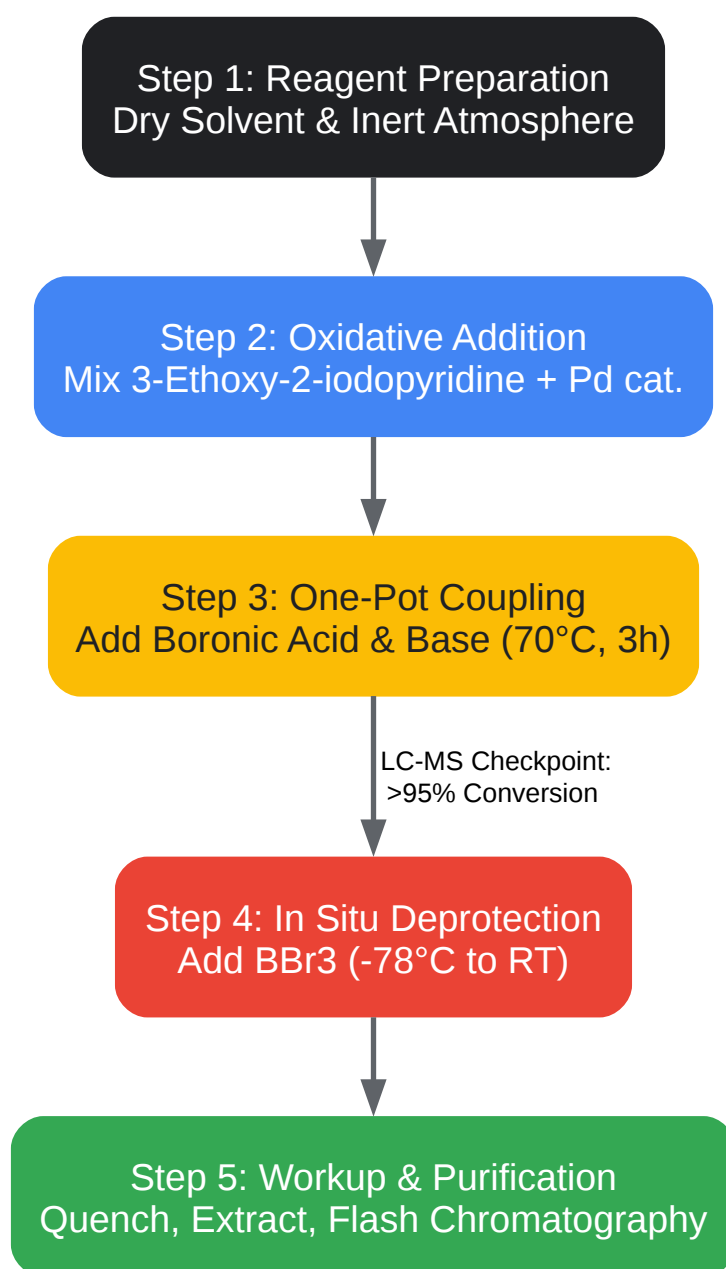 Step 1: Reagent Preparation
Dry Solvent & Inert Atmosphere
Step 2: Oxidative Addition
Mix 3-Ethoxy-2-iodopyridine + Pd cat.
Step 3: One-Pot Coupling
Add Boronic Acid & Base (70°C, 3h)
LC-MS Checkpoint:
>95% Conversion
Step 4: In Situ Deprotection
Add BBr3 (-78°C to RT)
Step 5: Workup & Purification
Quench, Extract, Flash Chromatography